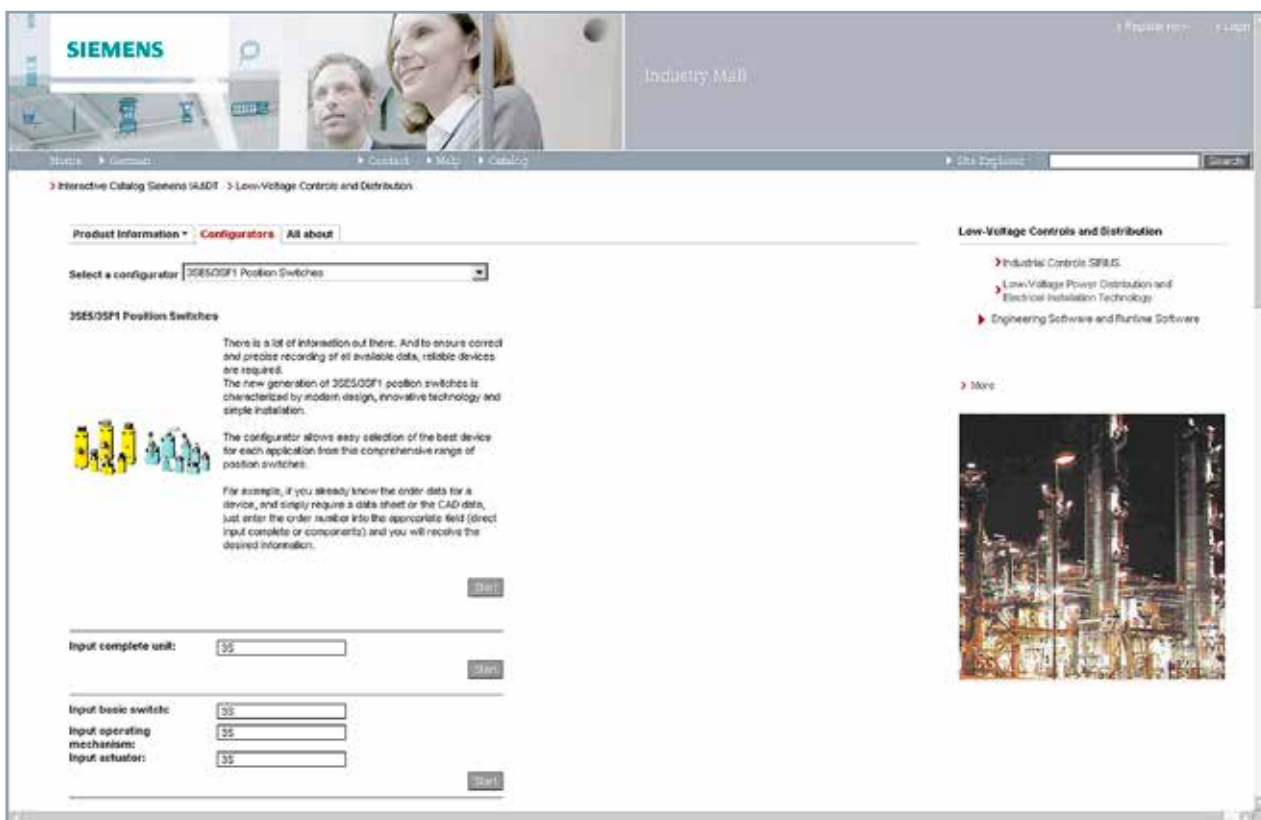 Register now
Login
SIEMENS
Industry Mall
Home
German
Contact
Help
Catalog
Site Explorer
Search
Interactive Catalog Siemens IA&DT
Low-Voltage Controls and Distribution
Product Information
Configurators
All about
Select a configurator
3SE5/3SF1 Position Switches
3SE5/3SF1 Position Switches
There is a lot of information out there. And to ensure correct
and precise recording of all available data, reliable devices
are required.
The new generation of 3SE5/3SF1 position switches is
characterized by modern design, innovative technology and
simple installation.
The configurator allows easy selection of the best device
for each application from this comprehensive range of
position switches.
For example, if you already know the order data for a
device, and simply require a data sheet or the CAD data,
just enter the order number into the appropriate field (direct
input complete or components) and you will receive the
desired information.
Start
Input complete unit:
3S
Start
Input basic switch:
3S
Input operating
mechanism:
3S
Input actuator:
3S
Start
Low-Voltage Controls and Distribution
Industrial Controls SIRIUS
Low-Voltage Power Distribution and
Electrical Installation Technology
Engineering Software and Runtime Software
More